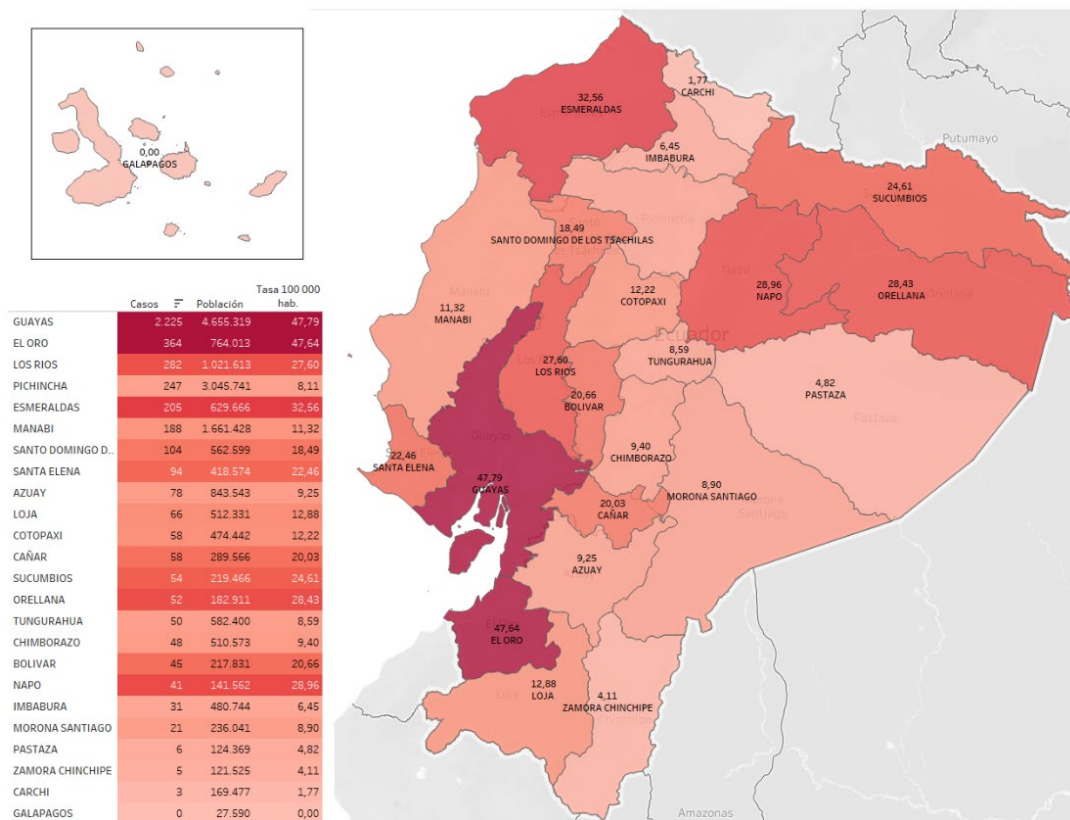 0,00
GALAPAGOS
Casos Población Tasa 100 000 hab.
GUAYAS 2.225 4.655.319 47,79
EL ORO 364 764.013 47,64
LOS RIOS 282 1.021.613 27,60
PICHINCHA 247 3.045.741 8,11
ESMERALDAS 205 629.666 32,56
MANABI 188 1.661.428 11,32
SANTO DOMINGO D.. 104 562.599 18,49
SANTA ELENA 94 418.574 22,46
AZUAY 78 843.543 9,25
LOJA 66 512.331 12,88
COTOPAXI 58 474.442 12,22
CAÑAR 58 289.566 20,03
SUCUMBIOS 54 219.466 24,61
ORELLANA 52 182.911 28,43
TUNGURAHUA 50 582.400 8,59
CHIMBORAZO 48 510.573 9,40
BOLIVAR 45 217.831 20,66
NAPO 41 141.562 28,96
IMBABURA 31 480.744 6,45
MORONA SANTIAGO 21 236.041 8,90
PASTAZA 6 124.369 4,82
ZAMORA CHINCHIPE 5 121.525 4,11
CARCHI 3 169.477 1,77
GALAPAGOS 0 27.590 0,00
1,77
CARCHI
32,56
ESMERALDAS
Putumayo
6,45
IMBABURA
24,61
SUCUMBIOS
Pichincha
18,49
SANTO DOMINGO DE LOS TSACHILAS
Napo
28,96
NAPO
28,43
ORELLANA
Orellana
12,22
COTOPAXI
Manabí
11,32
MANABI
Ecuador
8,59
TUNGURAHUA
27,60
LOS RIOS
4,82
PASTAZA
Pastaza
20,66
BOLIVAR
Guayas
9,40
CHIMBORAZO
22,46
SANTA ELENA
47,79
GUAYAS
8,90
MORONA SANTIAGO
Santiago
20,03
CAÑAR
9,25
AZUAY
47,64
EL ORO
12,88
LOJA
Loja
4,11
ZAMORA CHINCHIPE
Chinchipe
Amazonas